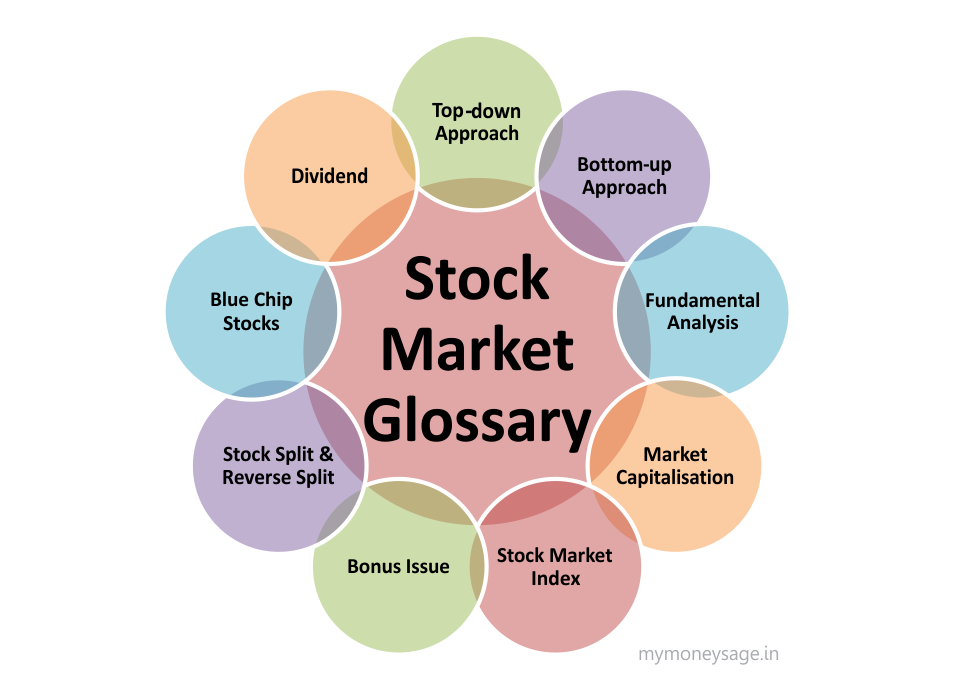 Top-down
Approach
Bottom-up
Approach
Fundamental
Analysis
Market
Capitalisation
Stock Market
Index
Bonus Issue
Stock Split &
Reverse Split
Blue Chip
Stocks
Dividend
Stock
Market
Glossary
mymoneysage.in